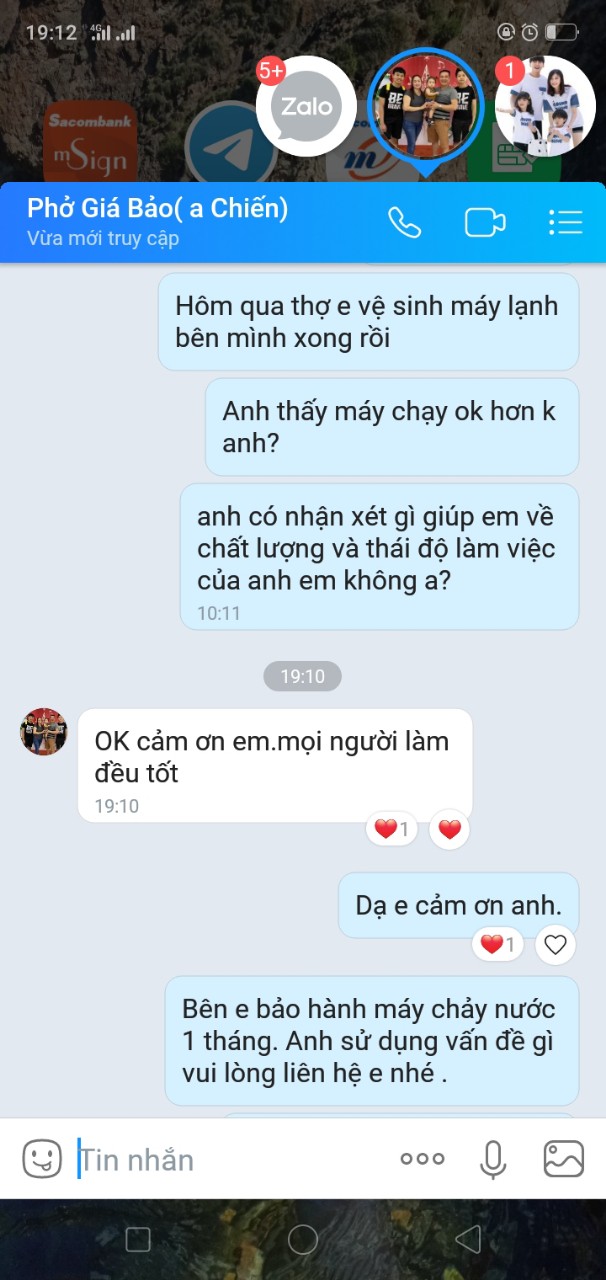 19:12
4G
5+
Zalo
1
Sacombank
mSign
Phở Giá Bảo( a Chiến)
Vừa mới truy cập
Hôm qua thợ e vệ sinh máy lạnh
bên mình xong rồi
Anh thấy máy chạy ok hơn k
anh?
anh có nhận xét gì giúp em về
chất lượng và thái độ làm việc
của anh em không a?
10:11
19:10
OK cảm ơn em.mọi người làm
đều tốt
19:10
1
Dạ e cảm ơn anh.
1
Bên e bảo hành máy chảy nước
1 tháng. Anh sử dụng vấn đề gì
vui lòng liên hệ e nhé .
Tin nhắn